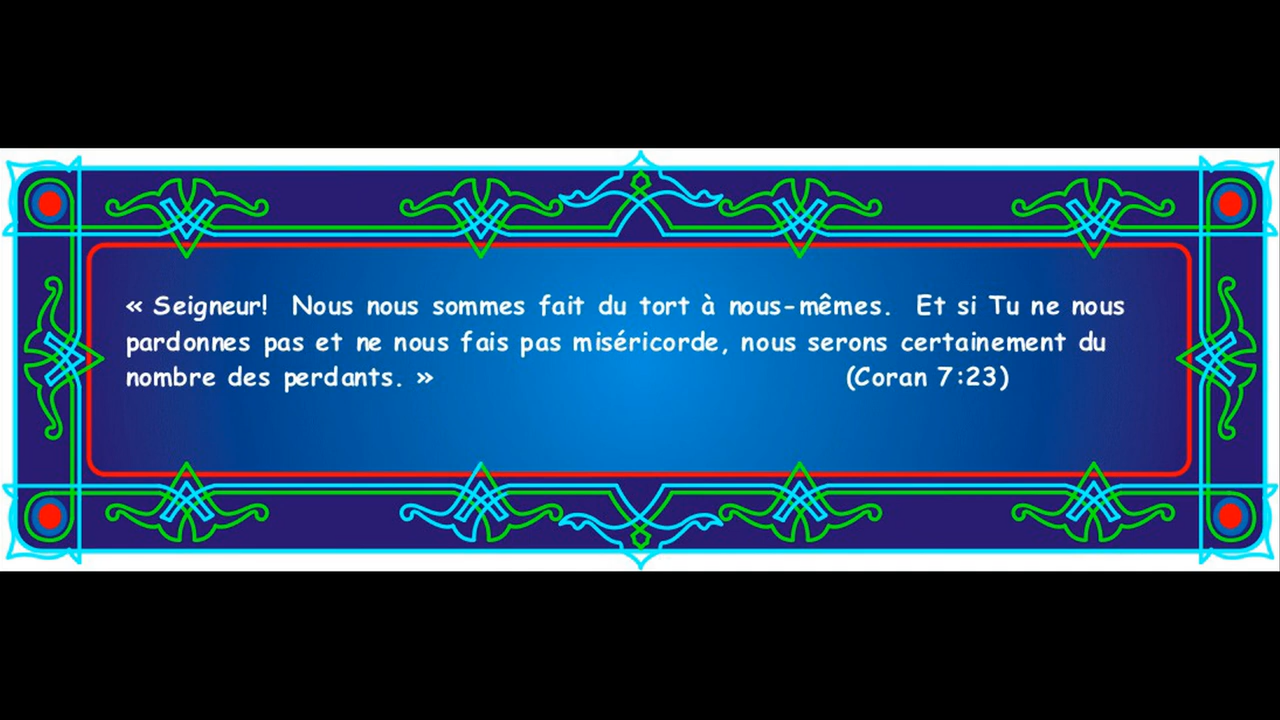 « Seigneur! Nous nous sommes fait du tort à nous-mêmes. Et si Tu ne nous
pardonnes pas et ne nous fais pas miséricorde, nous serons certainement du
nombre des perdants. » (Coran 7:23)